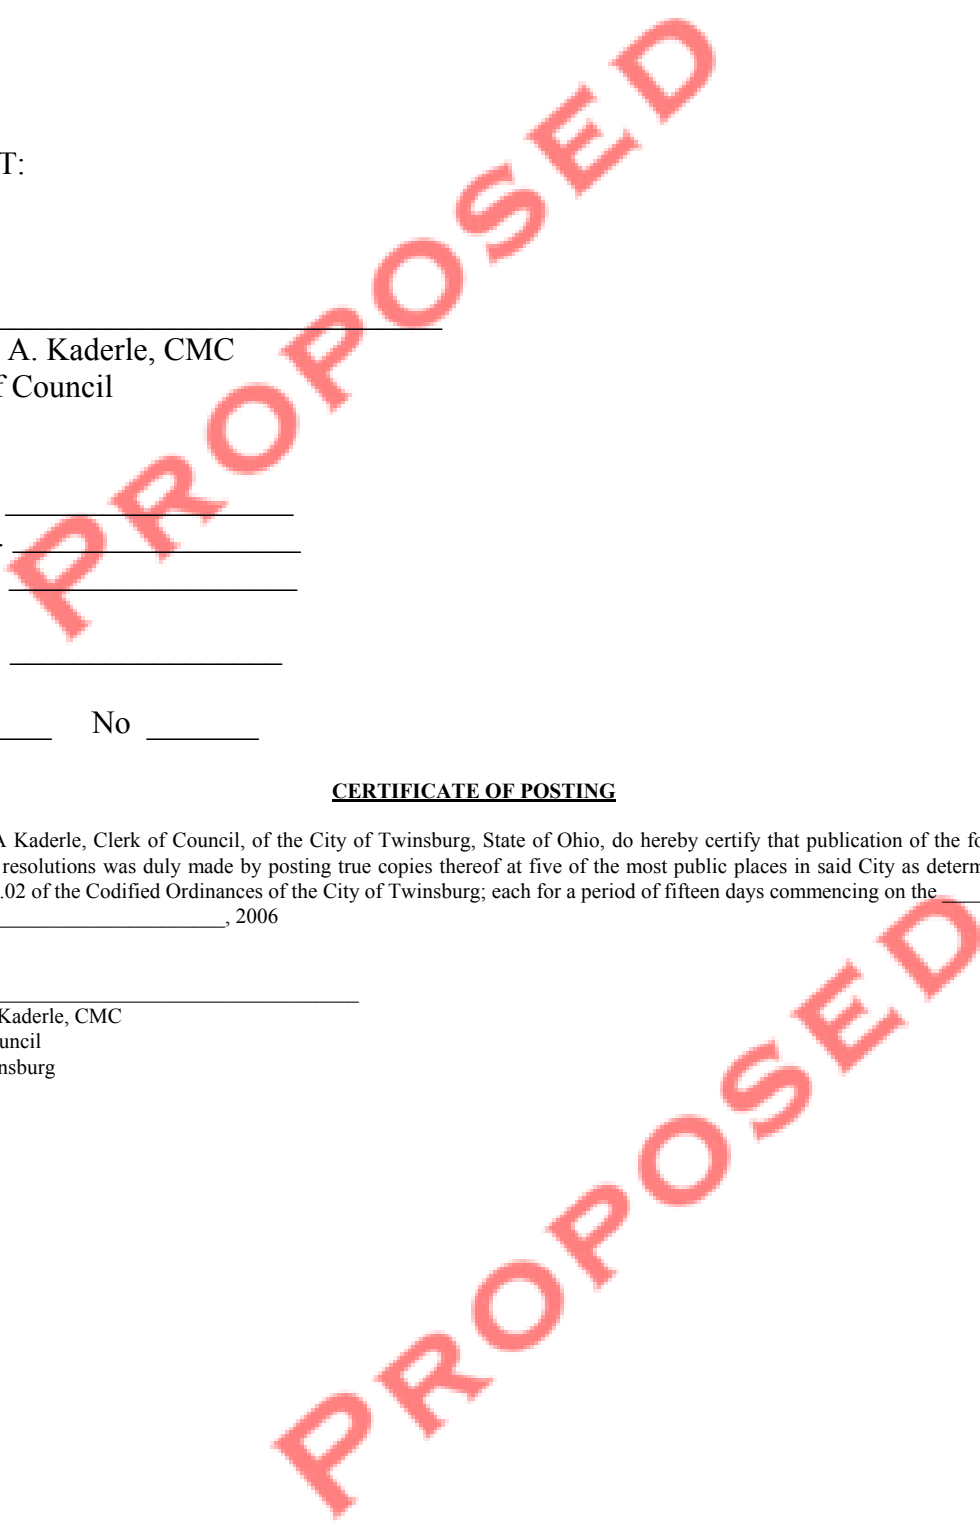 PROPOSED
T:
A. Kaderle, CMC
f Council
No
CERTIFICATE OF POSTING
A Kaderle, Clerk of Council, of the City of Twinsburg, State of Ohio, do hereby certify that publication of the fo
resolutions was duly made by posting true copies thereof at five of the most public places in said City as determ
.02 of the Codified Ordinances of the City of Twinsburg; each for a period of fifteen days commencing on the ____
____________________, 2006
Kaderle, CMC
uncil
nsburg
PROPOSED